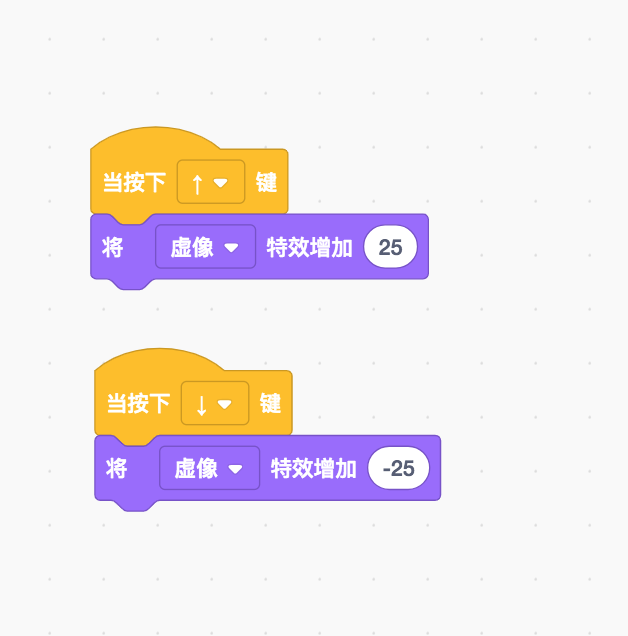 当按下 ↑ 键
将 虚像 特效增加 25
当按下 ↓ 键
将 虚像 特效增加 -25